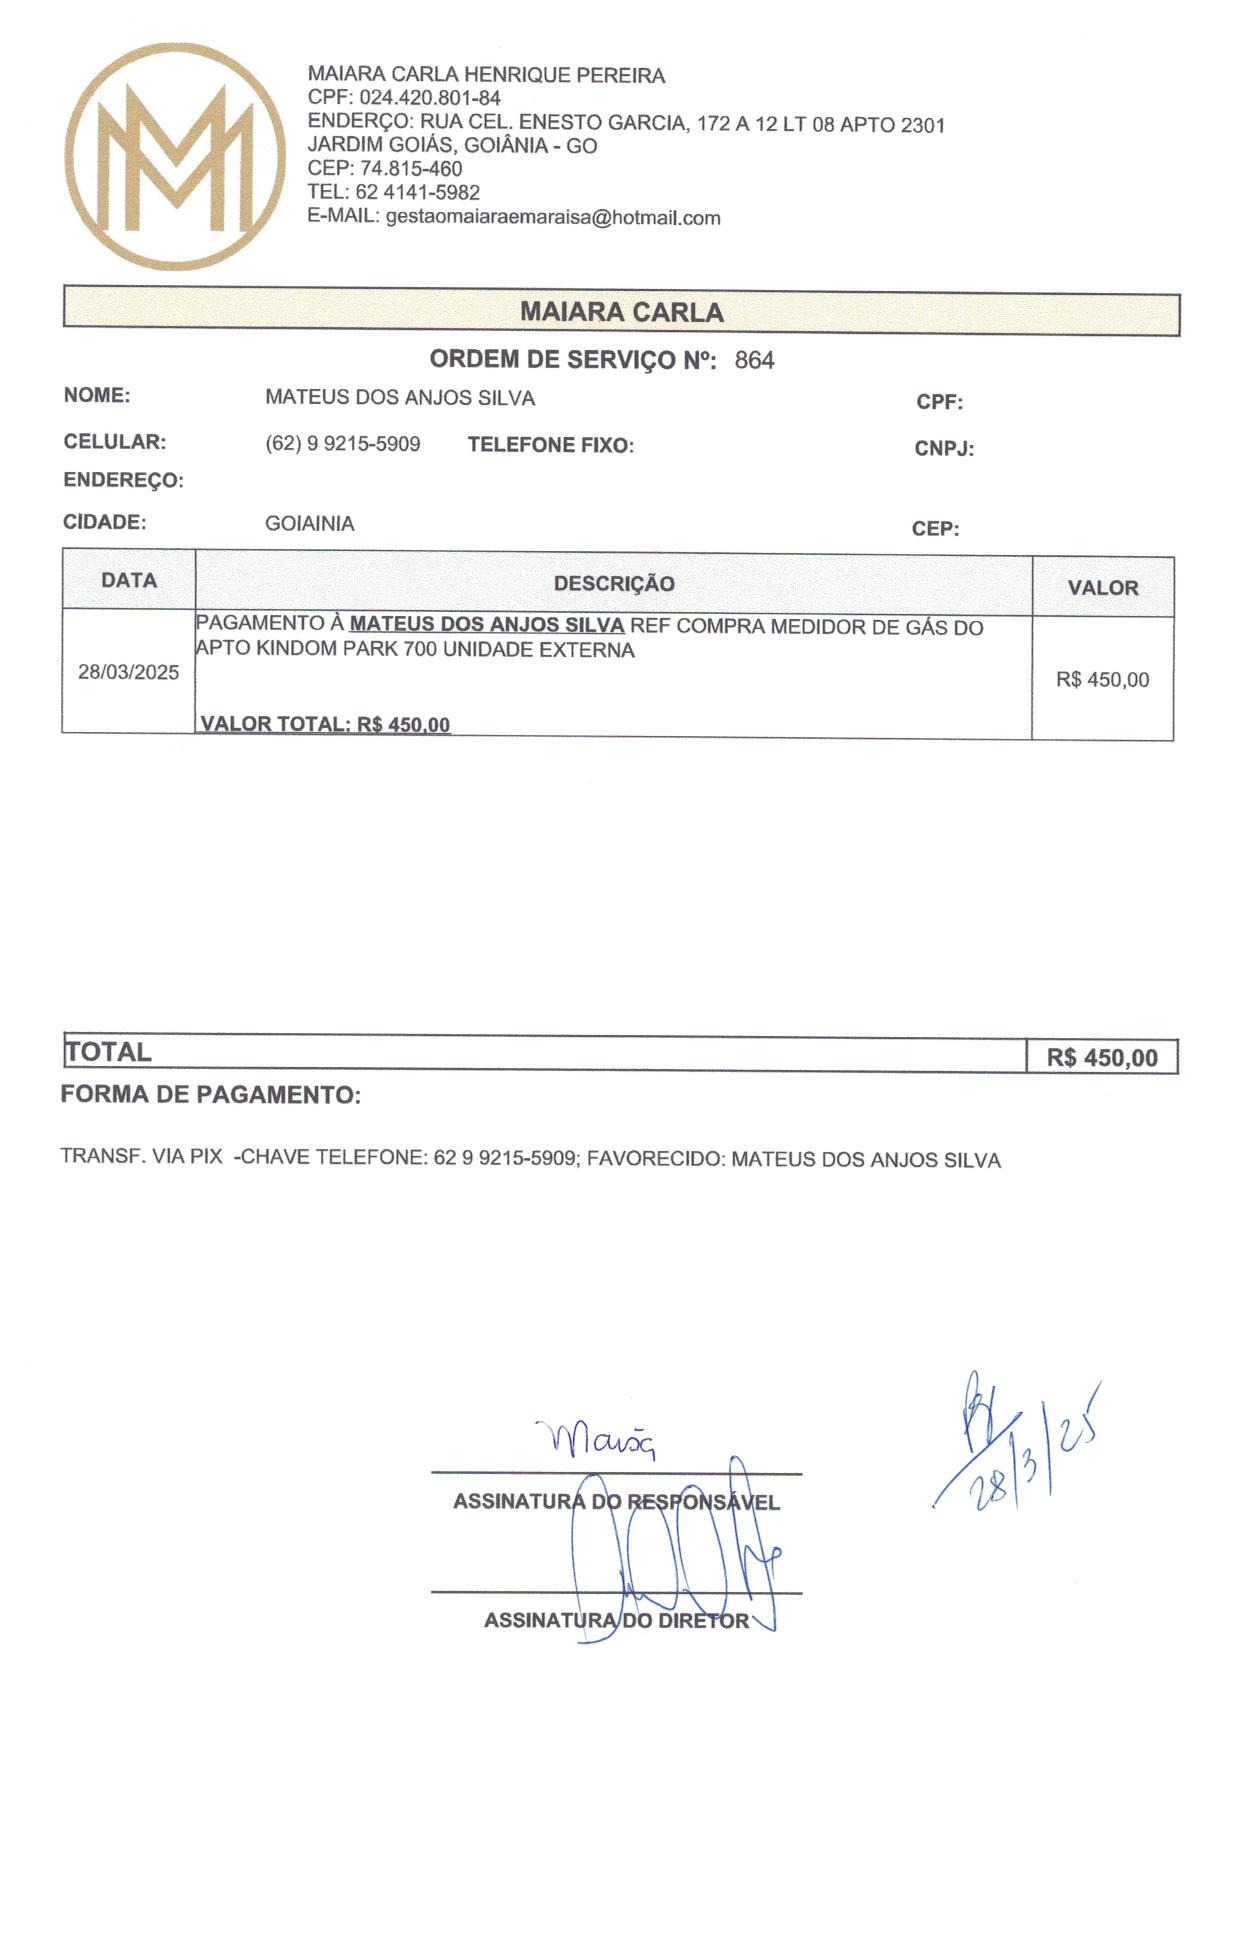 MAIARA CARLA HENRIQUE PEREIRA
CPF: 024.420.801-84
ENDERÇO: RUA CEL. ENESTO GARCIA, 172 A 12 LT 08 APTO 2301
JARDIM GOIÁS, GOIÂNIA - GO
CEP: 74.815-460
TEL: 62 4141-5982
E-MAIL: gestaomaiaraemaraisa@hotmail.com
MAIARA CARLA
ORDEM DE SERVIÇO Nº: 864
NOME: MATEUS DOS ANJOS SILVA CPF:
CELULAR: (62) 9 9215-5909 TELEFONE FIXO: CNPJ:
ENDEREÇO:
CIDADE: GOIAINIA CEP:
DATA DESCRIÇÃO VALOR
PAGAMENTO À MATEUS DOS ANJOS SILVA REF COMPRA MEDIDOR DE GÁS DO
APTO KINDOM PARK 700 UNIDADE EXTERNA
28/03/2025 R$ 450,00
VALOR TOTAL: R$ 450,00
TOTAL R$ 450,00
FORMA DE PAGAMENTO:
TRANSF. VIA PIX -CHAVE TELEFONE: 62 9 9215-5909; FAVORECIDO: MATEUS DOS ANJOS SILVA
28/3/25
ASSINATURA DO RESPONSÁVEL
ASSINATURA DO DIRETOR